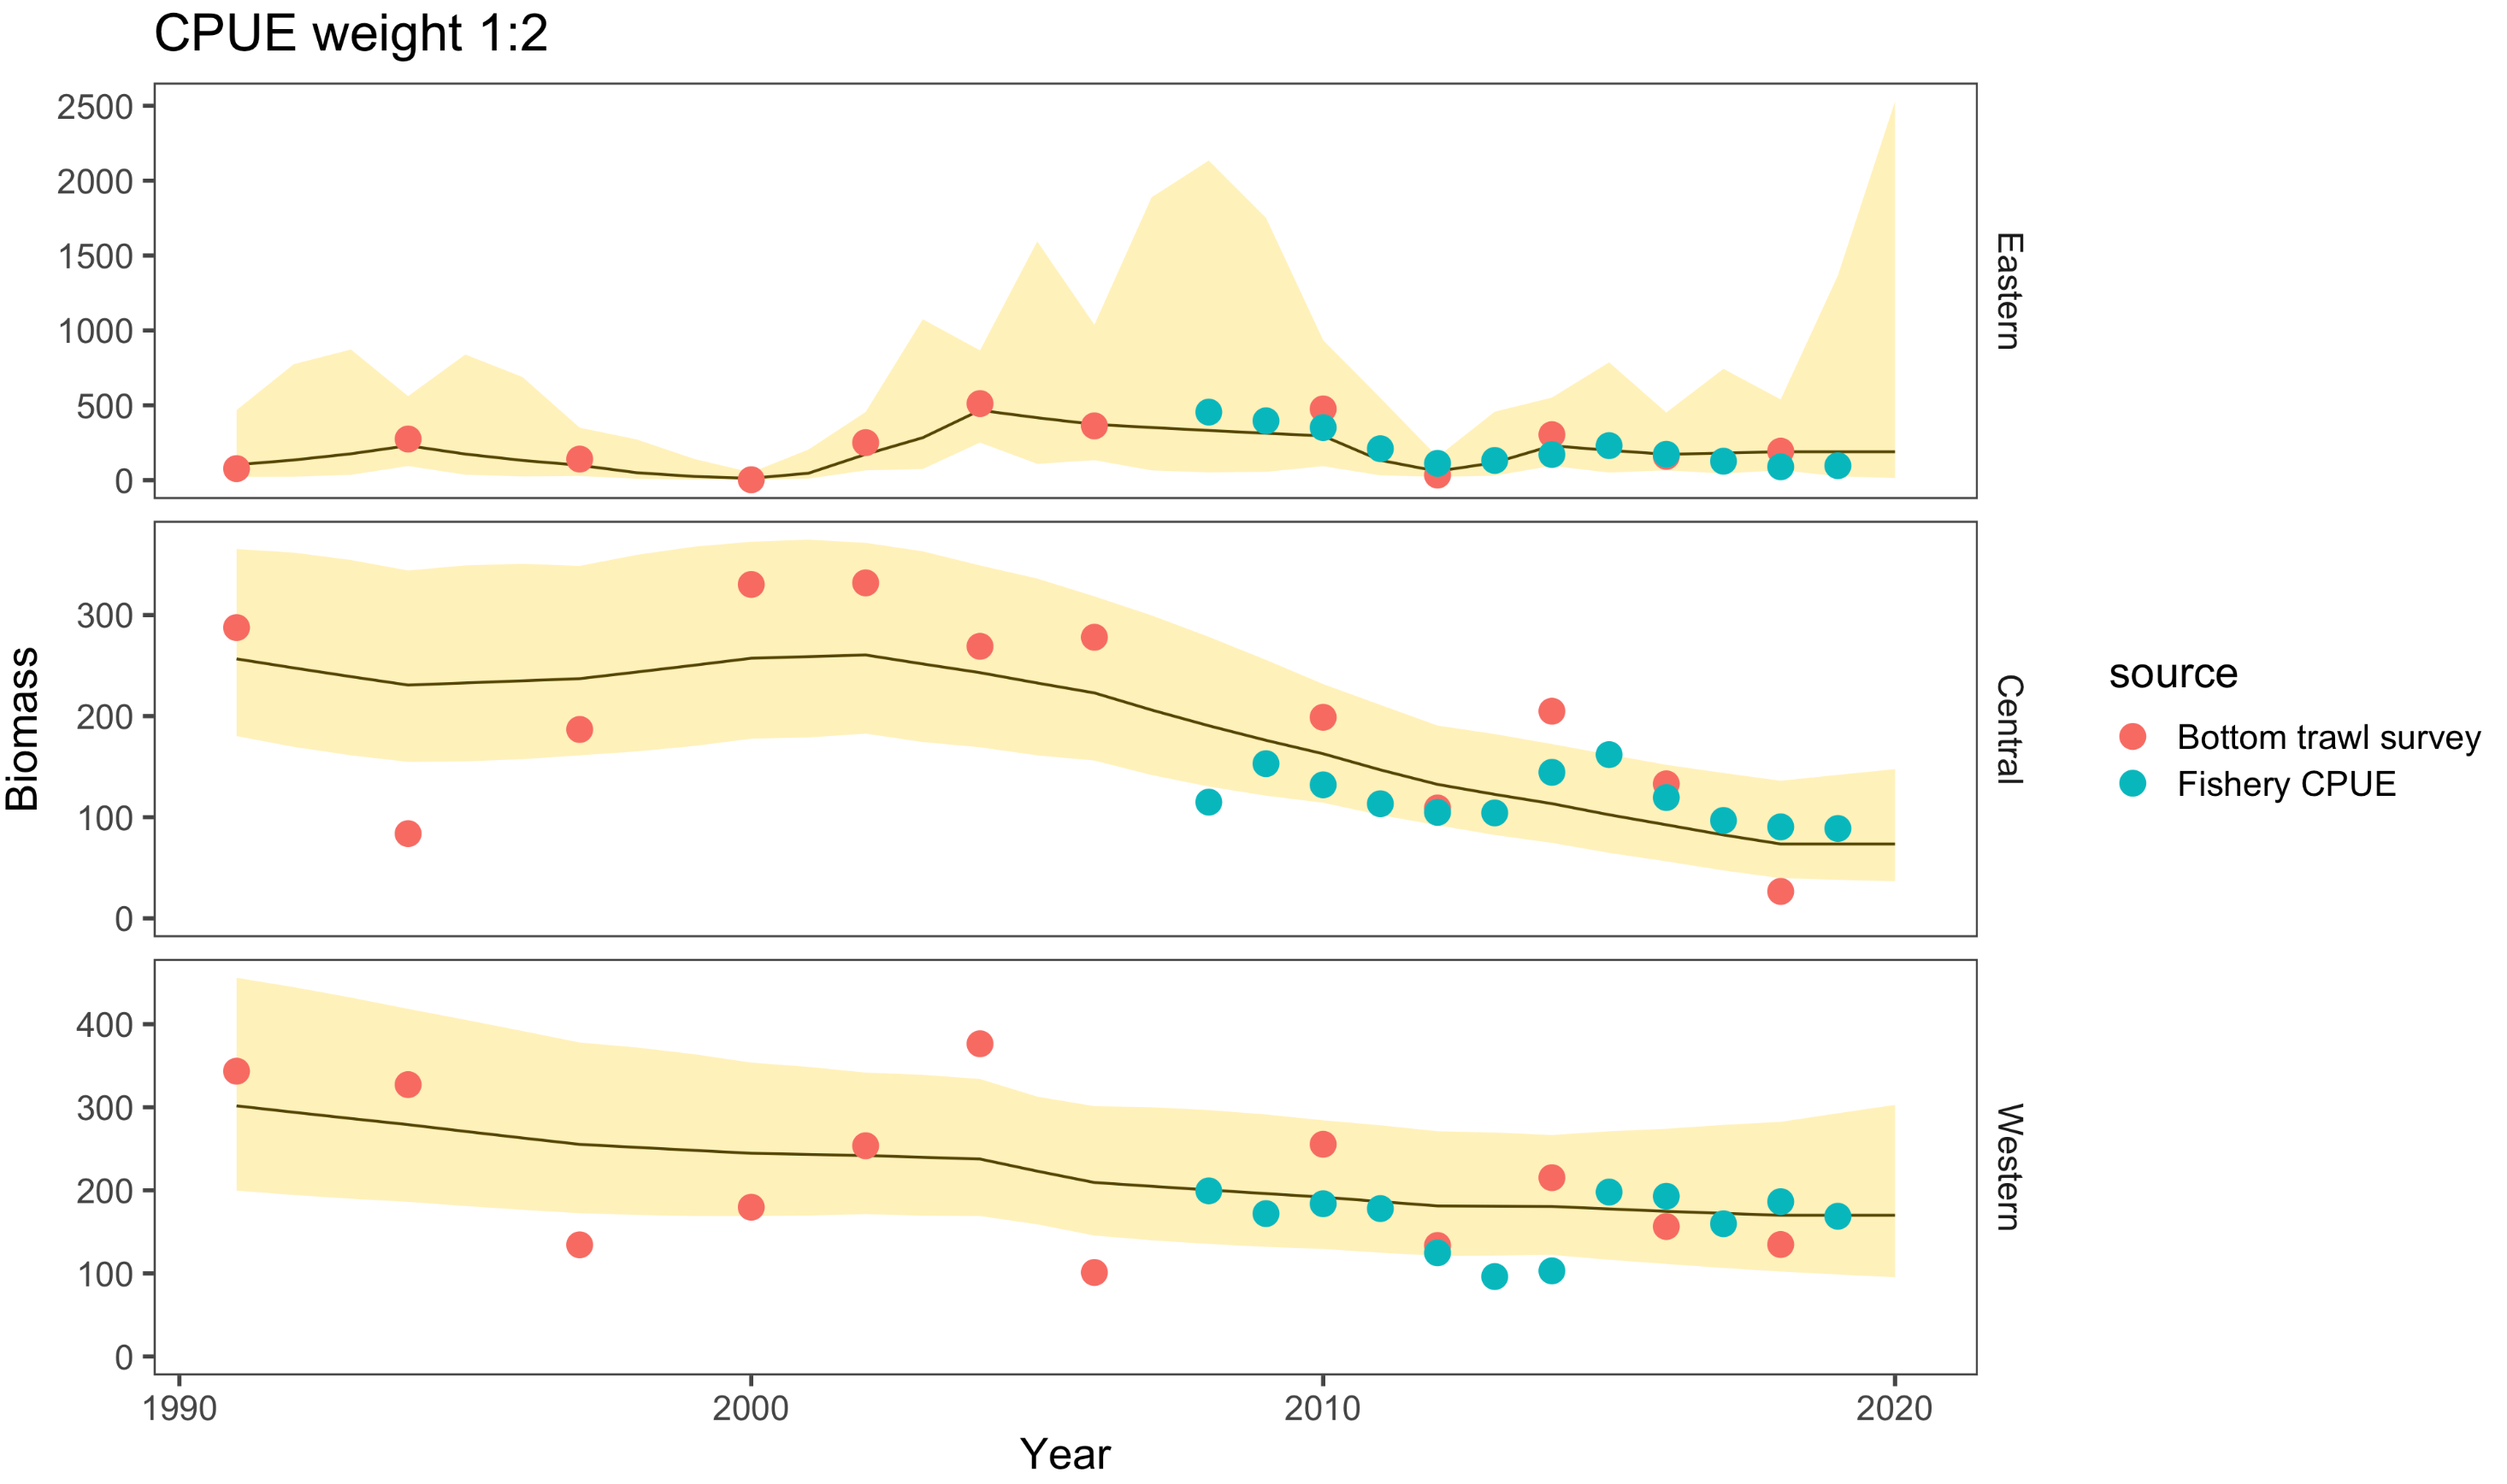 CPUE weight 1:2
2500
2000
1500
1000
500
0
Eastern
300
200
100
0
Central
400
300
200
100
0
Western
1990 2000 2010 2020
Year
Biomass
source
Bottom trawl survey
Fishery CPUE